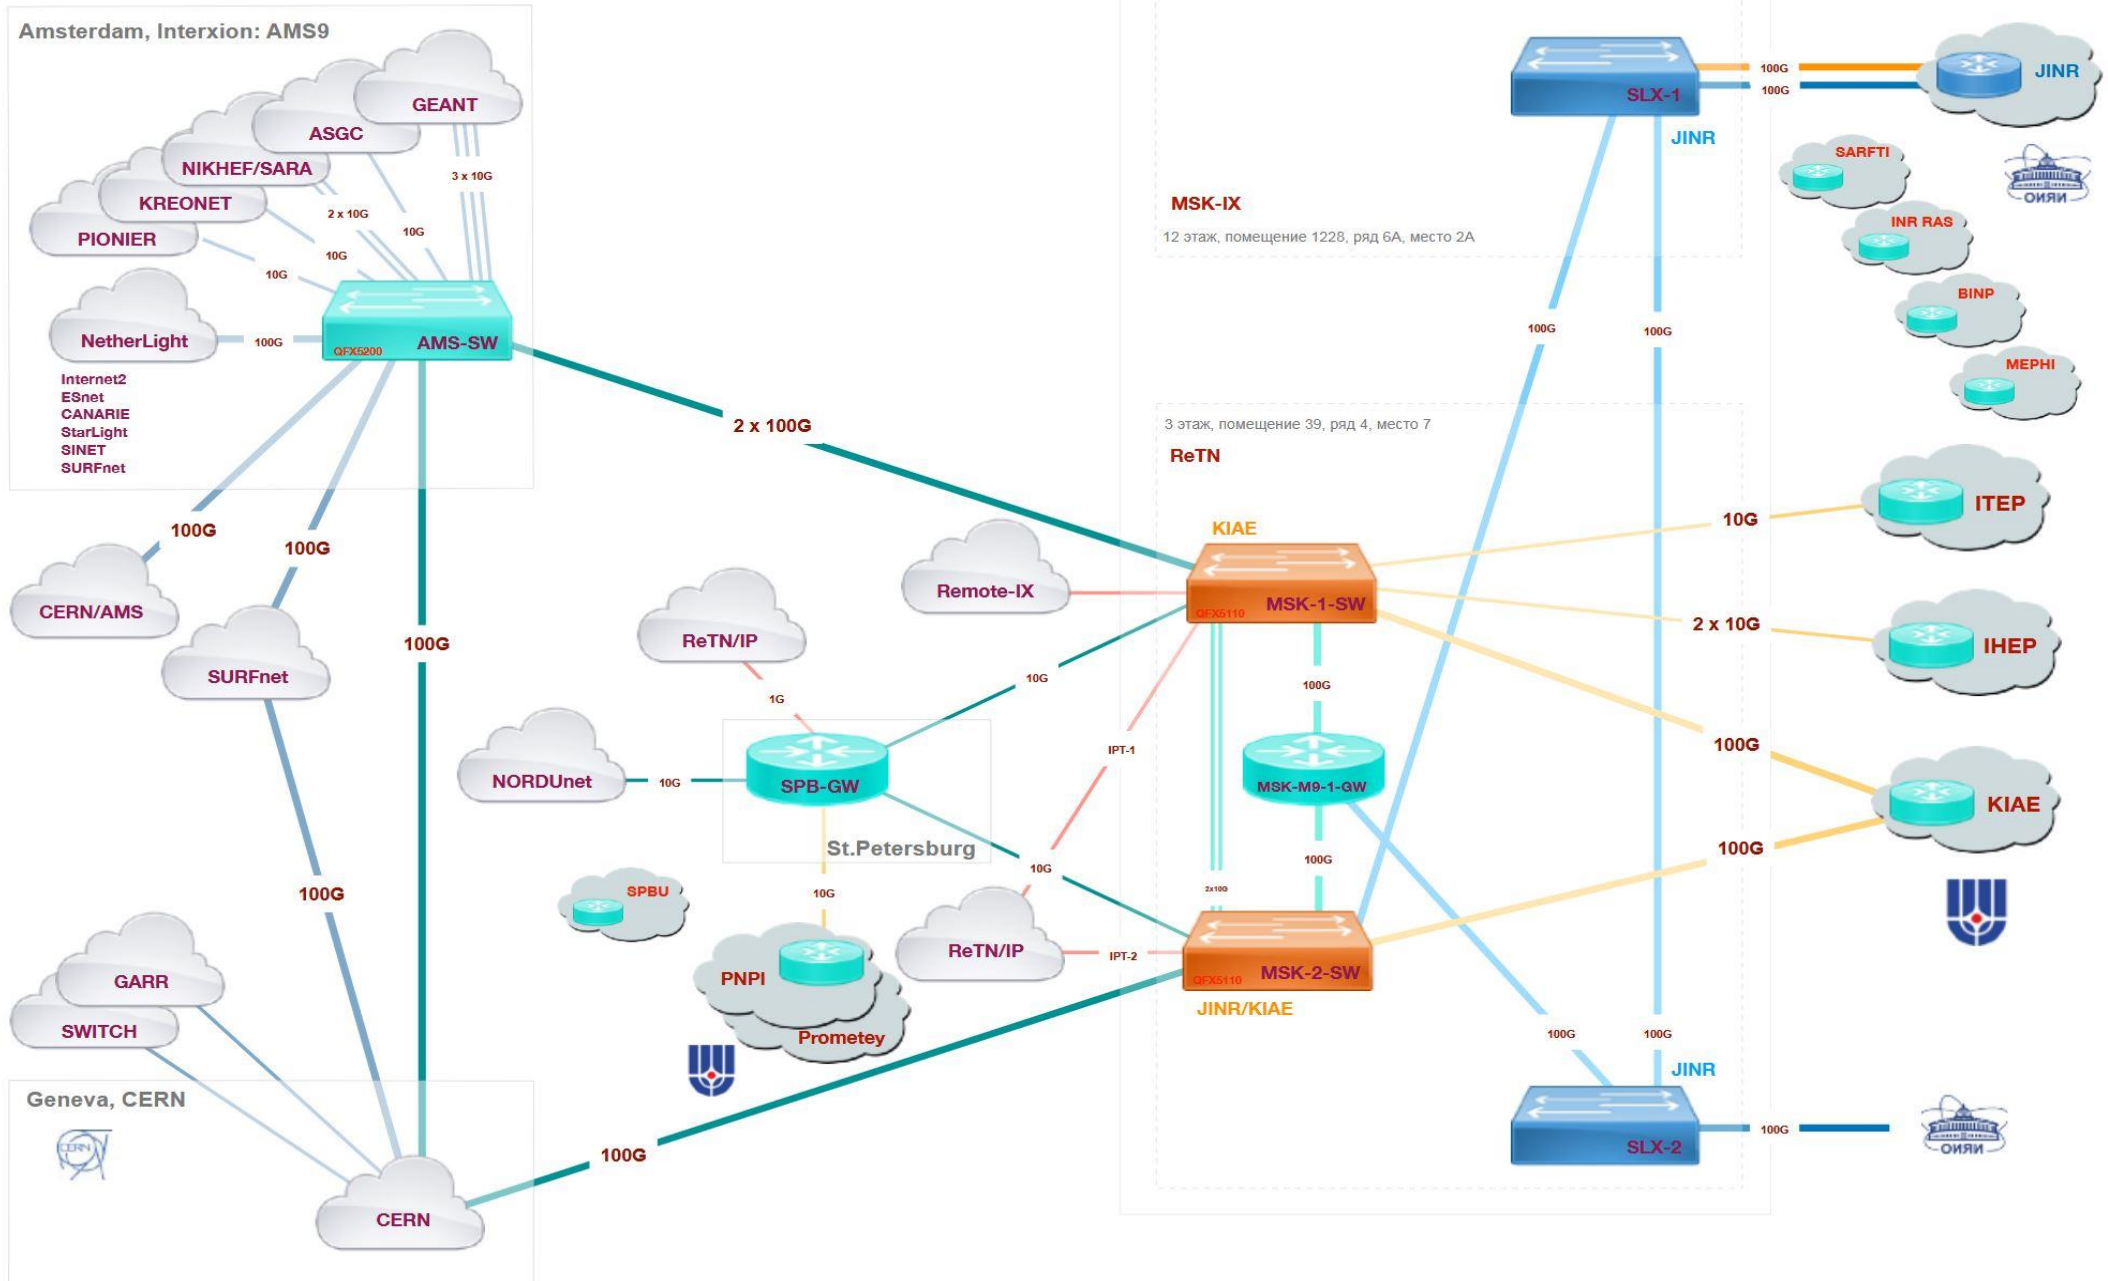 Amsterdam, Interxion: AMS9
GEANT
ASGC
NIKHEF/SARA
KREONET
PIONIER
3 x 10G
2 x 10G
10G
10G
10G
NetherLight
100G
QFX5200
AMS-SW
Internet2
ESnet
CANARIE
StarLight
SINET
SURFnet
100G
100G
CERN/AMS
SURFnet
100G
100G
GARR
SWITCH
Geneva, CERN
CERN
CERN
100G
2 x 100G
Remote-IX
ReTN/IP
1G
NORDUnet
10G
SPB-GW
St.Petersburg
10G
10G
10G
SPBU
PNPI
Prometey
ReTN/IP
IPT-1
IPT-2
MSK-IX
12 этаж, помещение 1228, ряд 6А, место 2А
3 этаж, помещение 39, ряд 4, место 7
ReTN
KIAE
QFX5110
MSK-1-SW
100G
MSK-M9-1-GW
100G
2x10G
QFX5110
MSK-2-SW
JINR/KIAE
SLX-1
JINR
100G
100G
JINR
100G
100G
SARFTI
ОИЯИ
INR RAS
BINP
MEPHI
10G
ITEP
2 x 10G
IHEP
100G
KIAE
100G
100G
100G
JINR
SLX-2
100G
ОИЯИ